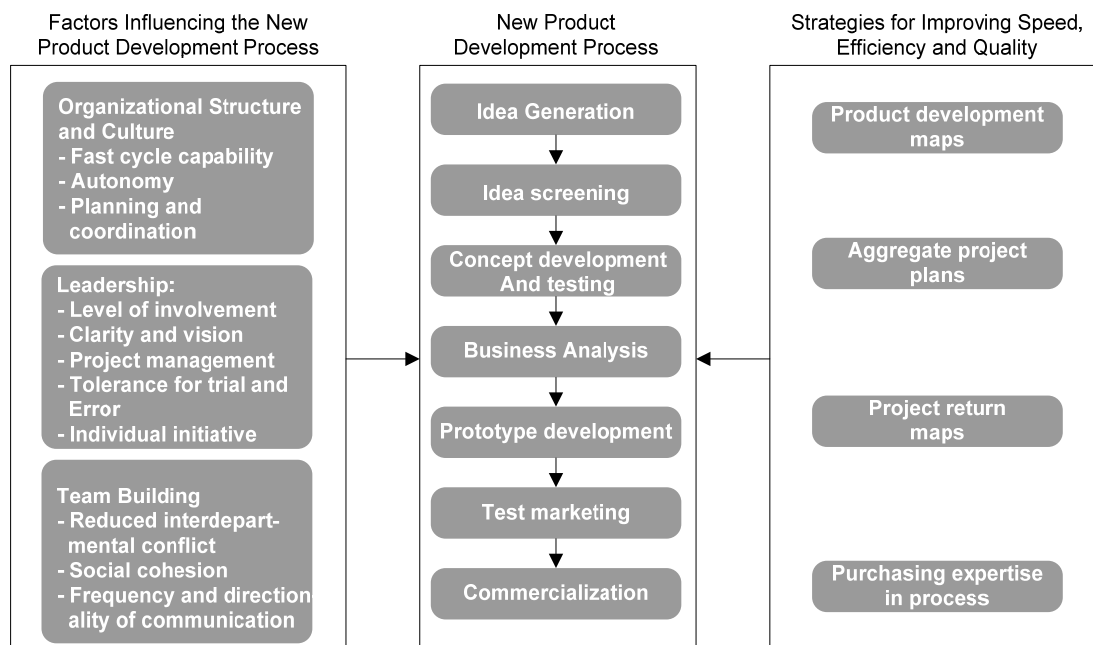 Factors Influencing the New
Product Development Process
Organizational Structure
and Culture
- Fast cycle capability
- Autonomy
- Planning and
coordination
Leadership:
- Level of involvement
- Clarity and vision
- Project management
- Tolerance for trial and
Error
- Individual initiative
Team Building
- Reduced interdepart-
mental conflict
- Social cohesion
- Frequency and direction-
ality of communication
New Product
Development Process
Idea Generation
Idea screening
Concept development
And testing
Business Analysis
Prototype development
Test marketing
Commercialization
Strategies for Improving Speed,
Efficiency and Quality
Product development
maps
Aggregate project
plans
Project return
maps
Purchasing expertise
in process